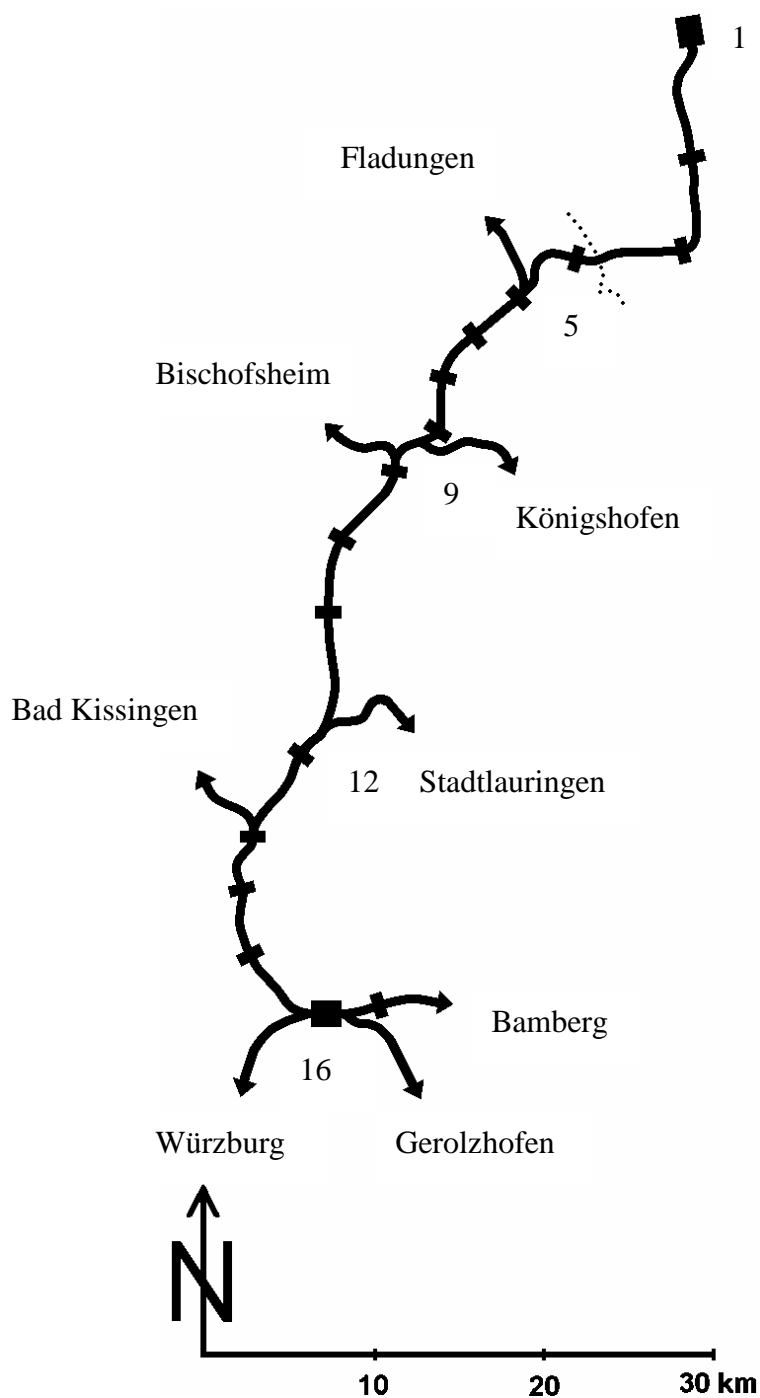 1
Fladungen
5
Bischofsheim
9
Königshofen
Bad Kissingen
12 Stadtlauringen
Bamberg
16
Würzburg Gerolzhofen
N
10 20 30 km